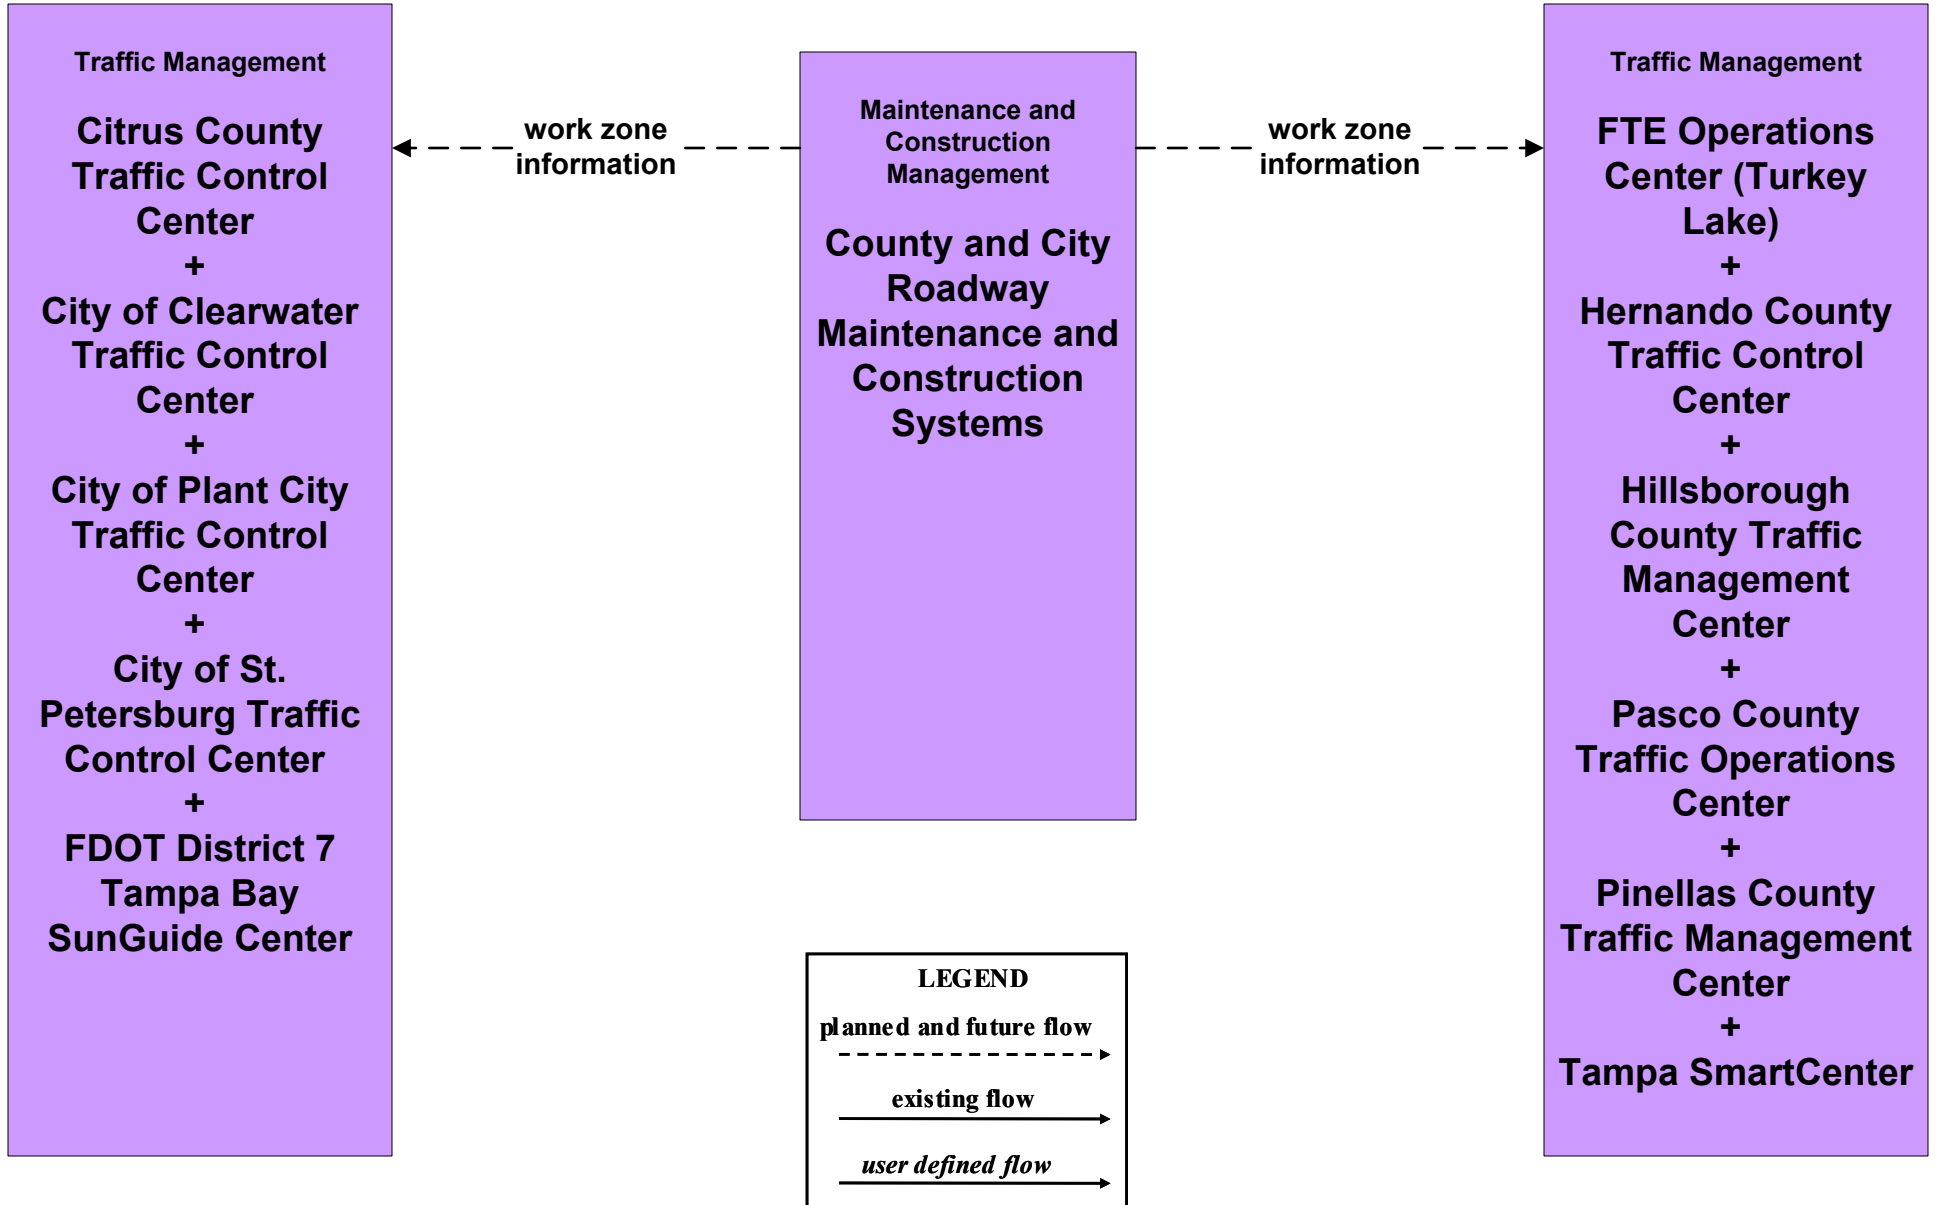 Traffic Management
Citrus County
Traffic Control
Center
+
City of Clearwater
Traffic Control
Center
+
City of Plant City
Traffic Control
Center
+
City of St.
Petersburg Traffic
Control Center
+
FDOT District 7
Tampa Bay
SunGuide Center
work zone
information
Maintenance and
Construction
Management
County and City
Roadway
Maintenance and
Construction
Systems
work zone
information
Traffic Management
FTE Operations
Center (Turkey
Lake)
+
Hernando County
Traffic Control
Center
+
Hillsborough
County Traffic
Management
Center
+
Pasco County
Traffic Operations
Center
+
Pinellas County
Traffic Management
Center
+
Tampa SmartCenter
LEGEND
planned and future flow
existing flow
user defined flow